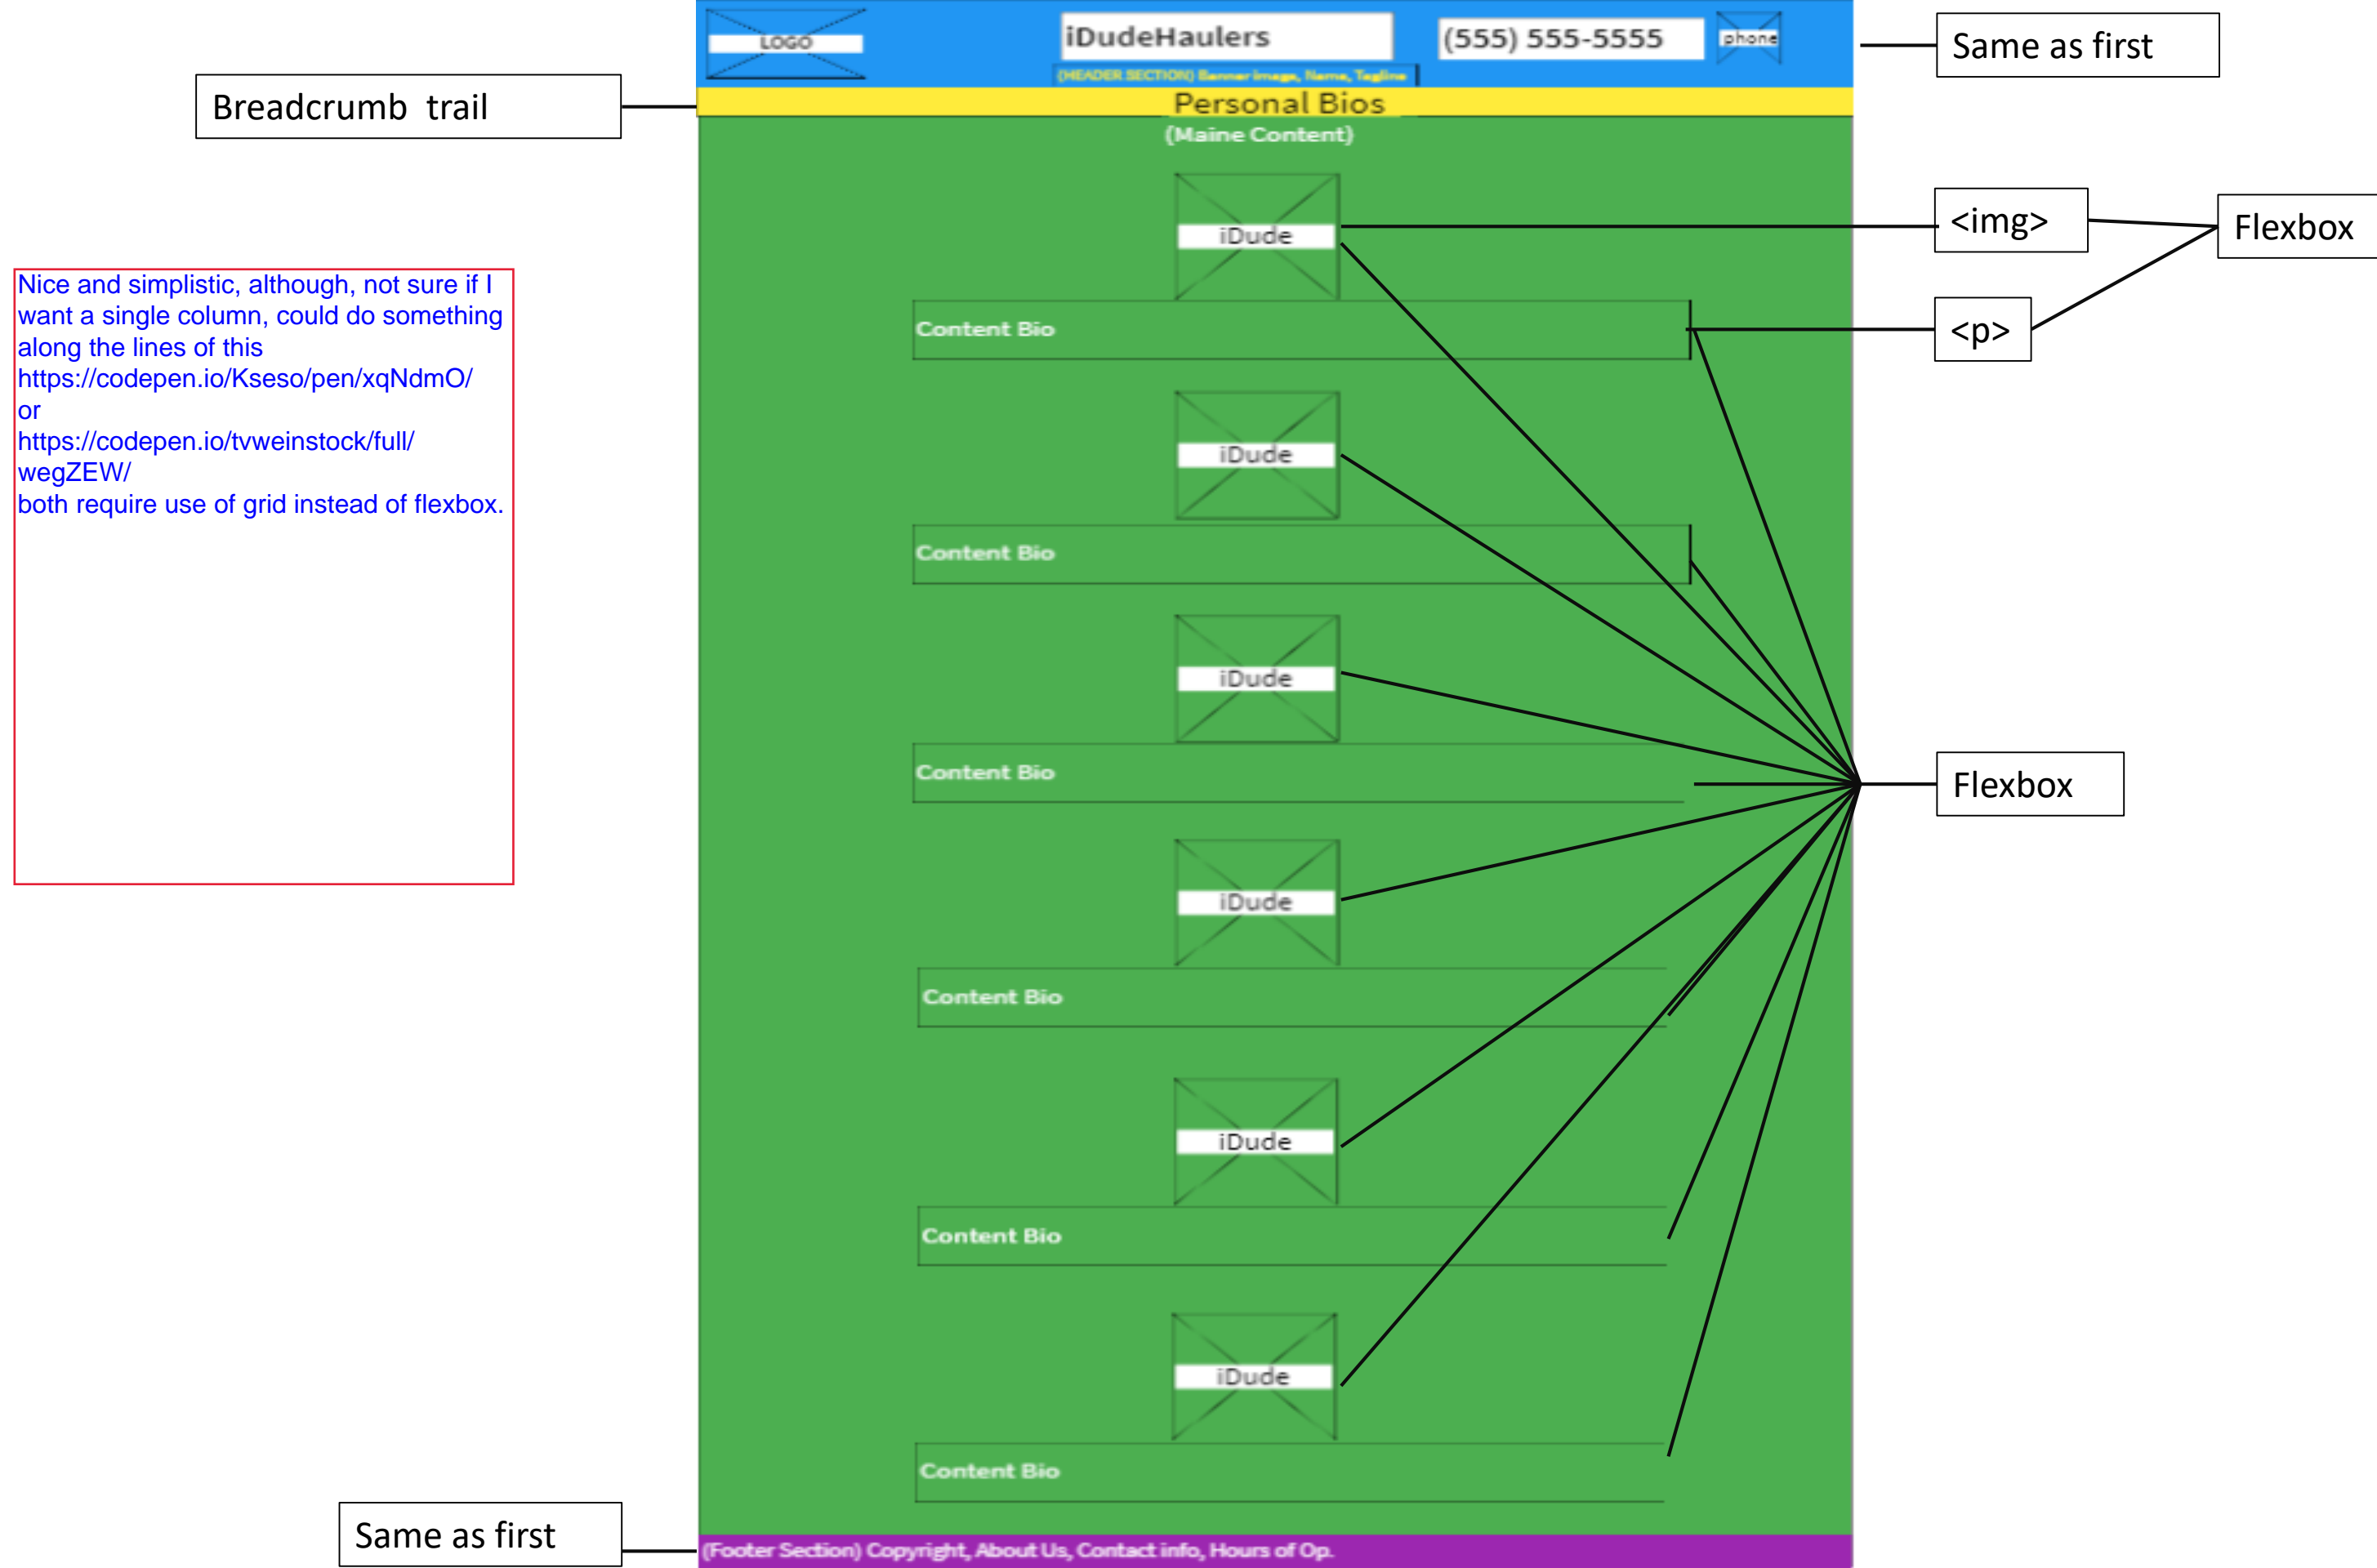 LOGO
iDudeHaulers
(555) 555-5555
phone
Same as first
(HEADER SECTION) Banner image, Name, Tagline
Breadcrumb trail
Personal Bios
(Maine Content)
<img>
Flexbox
iDude
Nice and simplistic, although, not sure if I
want a single column, could do something
along the lines of this
https://codepen.io/Kseso/pen/xqNdmO/
or
https://codepen.io/tvweinstock/full/
wegZEW/
both require use of grid instead of flexbox.
Content Bio
<p>
iDude
Content Bio
iDude
Content Bio
Flexbox
iDude
Content Bio
iDude
Content Bio
iDude
Content Bio
Same as first
(Footer Section) Copyright, About Us, Contact info, Hours of Op.